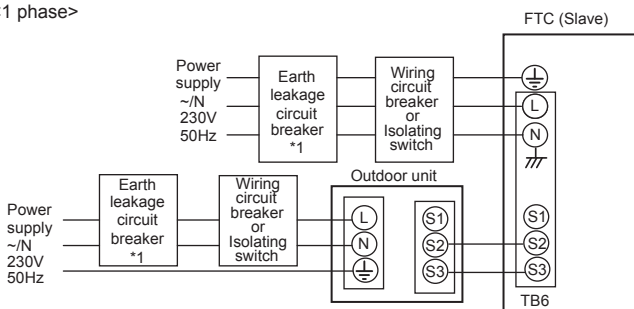 <1 phase>
FTC (Slave)
Power
supply
~/N
230V
50Hz
Earth
leakage
circuit
breaker
*1
Wiring
circuit
breaker
or
Isolating
switch
L
N
S1
S2
S3
TB6
Power
supply
~/N
230V
50Hz
Earth
leakage
circuit
breaker
*1
Wiring
circuit
breaker
or
Isolating
switch
Outdoor unit
L
N
S1
S2
S3